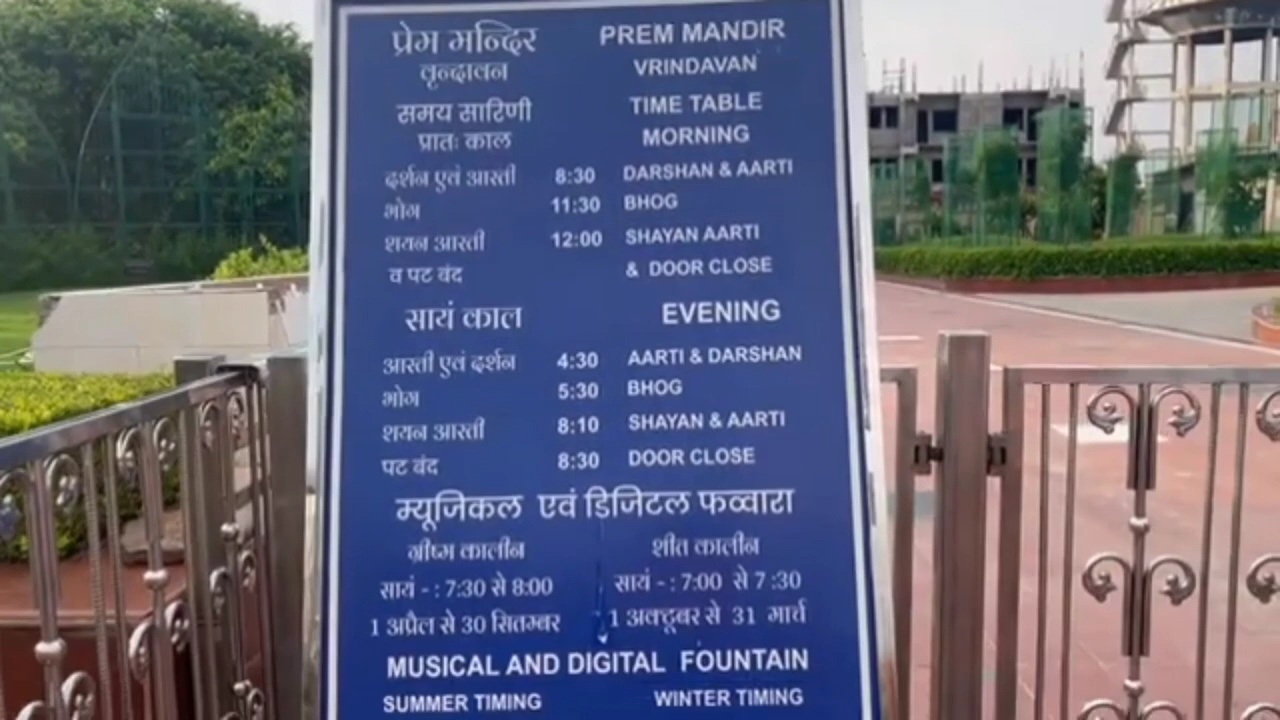 प्रेम मन्दिर PREM MANDIR
वृन्दावन VRINDAVAN
समय सारिणी TIME TABLE
प्रातः काल MORNING
दर्शन एवं आरती 8:30 DARSHAN & AARTI
भोग 11:30 BHOG
शयन आरती 12:00 SHAYAN AARTI
व पट बंद & DOOR CLOSE
सायं काल EVENING
आरती एवं दर्शन 4:30 AARTI & DARSHAN
भोग 5:30 BHOG
शयन आरती 8:10 SHAYAN & AARTI
पट बंद 8:30 DOOR CLOSE
म्यूजिकल एवं डिजिटल फव्वारा
ग्रीष्म कालीन शीत कालीन
सायं - : 7:30 से 8:00 सायं - : 7:00 से 7:30
1 अप्रैल से 30 सितम्बर 1 अक्टूबर से 31 मार्च
MUSICAL AND DIGITAL FOUNTAIN
SUMMER TIMING WINTER TIMING